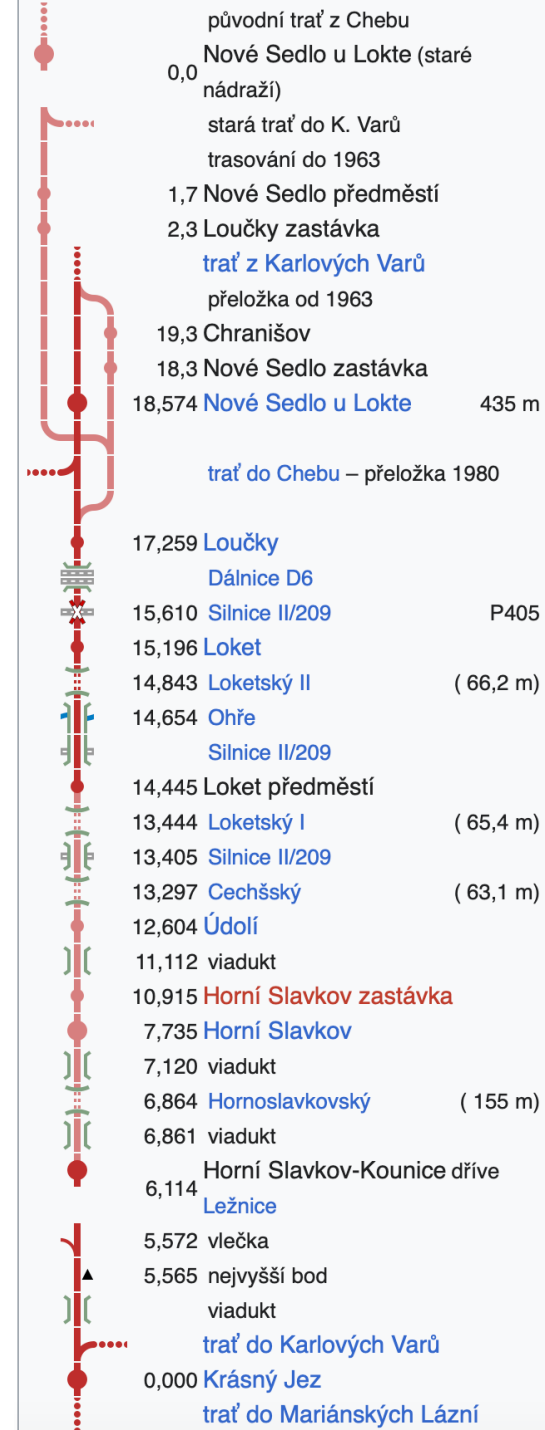 původní trať z Chebu
0,0 Nové Sedlo u Lokte (staré
nádraží)
stará trať do K. Varů
trasování do 1963
1,7 Nové Sedlo předměstí
2,3 Loučky zastávka
trať z Karlových Varů
přeložka od 1963
19,3 Chranišov
18,3 Nové Sedlo zastávka
18,574 Nové Sedlo u Lokte 435 m
trať do Chebu – přeložka 1980
17,259 Loučky
Dálnice D6
15,610 Silnice II/209 P405
15,196 Loket
14,843 Loketský II ( 66,2 m)
14,654 Ohře
Silnice II/209
14,445 Loket předměstí
13,444 Loketský I ( 65,4 m)
13,405 Silnice II/209
13,297 Cechšský ( 63,1 m)
12,604 Údolí
11,112 viadukt
10,915 Horní Slavkov zastávka
7,735 Horní Slavkov
7,120 viadukt
6,864 Hornoslavkovský ( 155 m)
6,861 viadukt
6,114 Horní Slavkov-Kounice dříve
Ležnice
5,572 vlečka
5,565 nejvyšší bod
viadukt
trať do Karlových Varů
0,000 Krásný Jez
trať do Mariánských Lázní